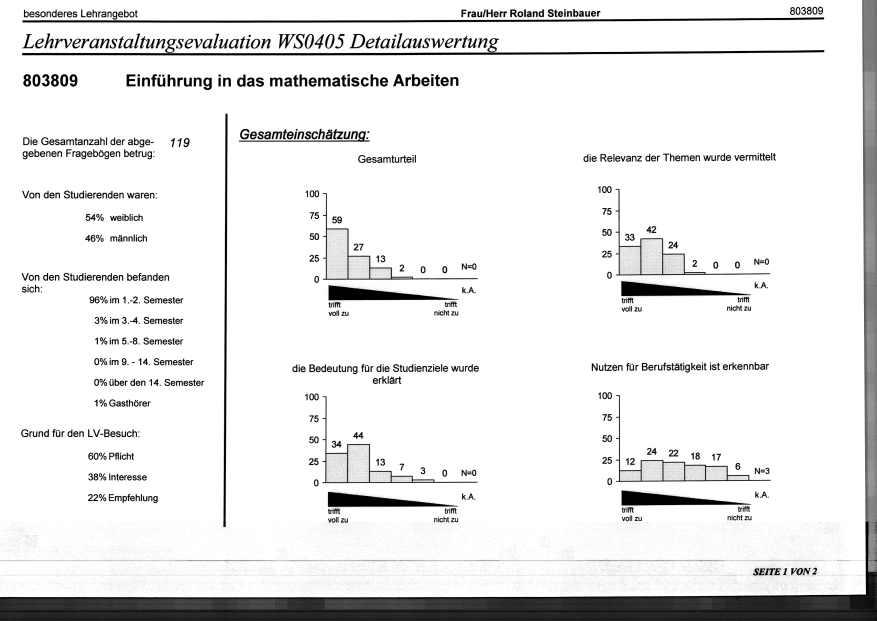 besonderes Lehrangebot Frau/Herr Roland Steinbauer 803809
Lehrveranstaltungsevaluation WS0405 Detailauswertung
803809 Einführung in das mathematische Arbeiten
Die Gesamtanzahl der abge- 119
gebenen Fragebögen betrug:
Von den Studierenden waren:
54% weiblich
46% männlich
Von den Studierenden befanden
sich:
96% im 1.-2. Semester
3% im 3.-4. Semester
1% im 5.-8. Semester
0% im 9. - 14. Semester
0% über den 14. Semester
1% Gasthörer
Grund für den LV-Besuch:
60% Pflicht
38% Interesse
22% Empfehlung
Gesamteinschätzung:
Gesamturteil
100
75
50
25
0
59 27 13 2 0 0 N=0
k.A.
trifft trifft
voll zu nicht zu
die Relevanz der Themen wurde vermittelt
100
75
50
25
0
33 42 24 2 0 0 N=0
k.A.
trifft trifft
voll zu nicht zu
die Bedeutung für die Studienziele wurde
erklärt
100
75
50
25
0
34 44 13 7 3 0 N=0
k.A.
trifft trifft
voll zu nicht zu
Nutzen für Berufstätigkeit ist erkennbar
100
75
50
25
0
12 24 22 18 17 6 N=3
k.A.
trifft trifft
voll zu nicht zu
SEITE 1 VON 2